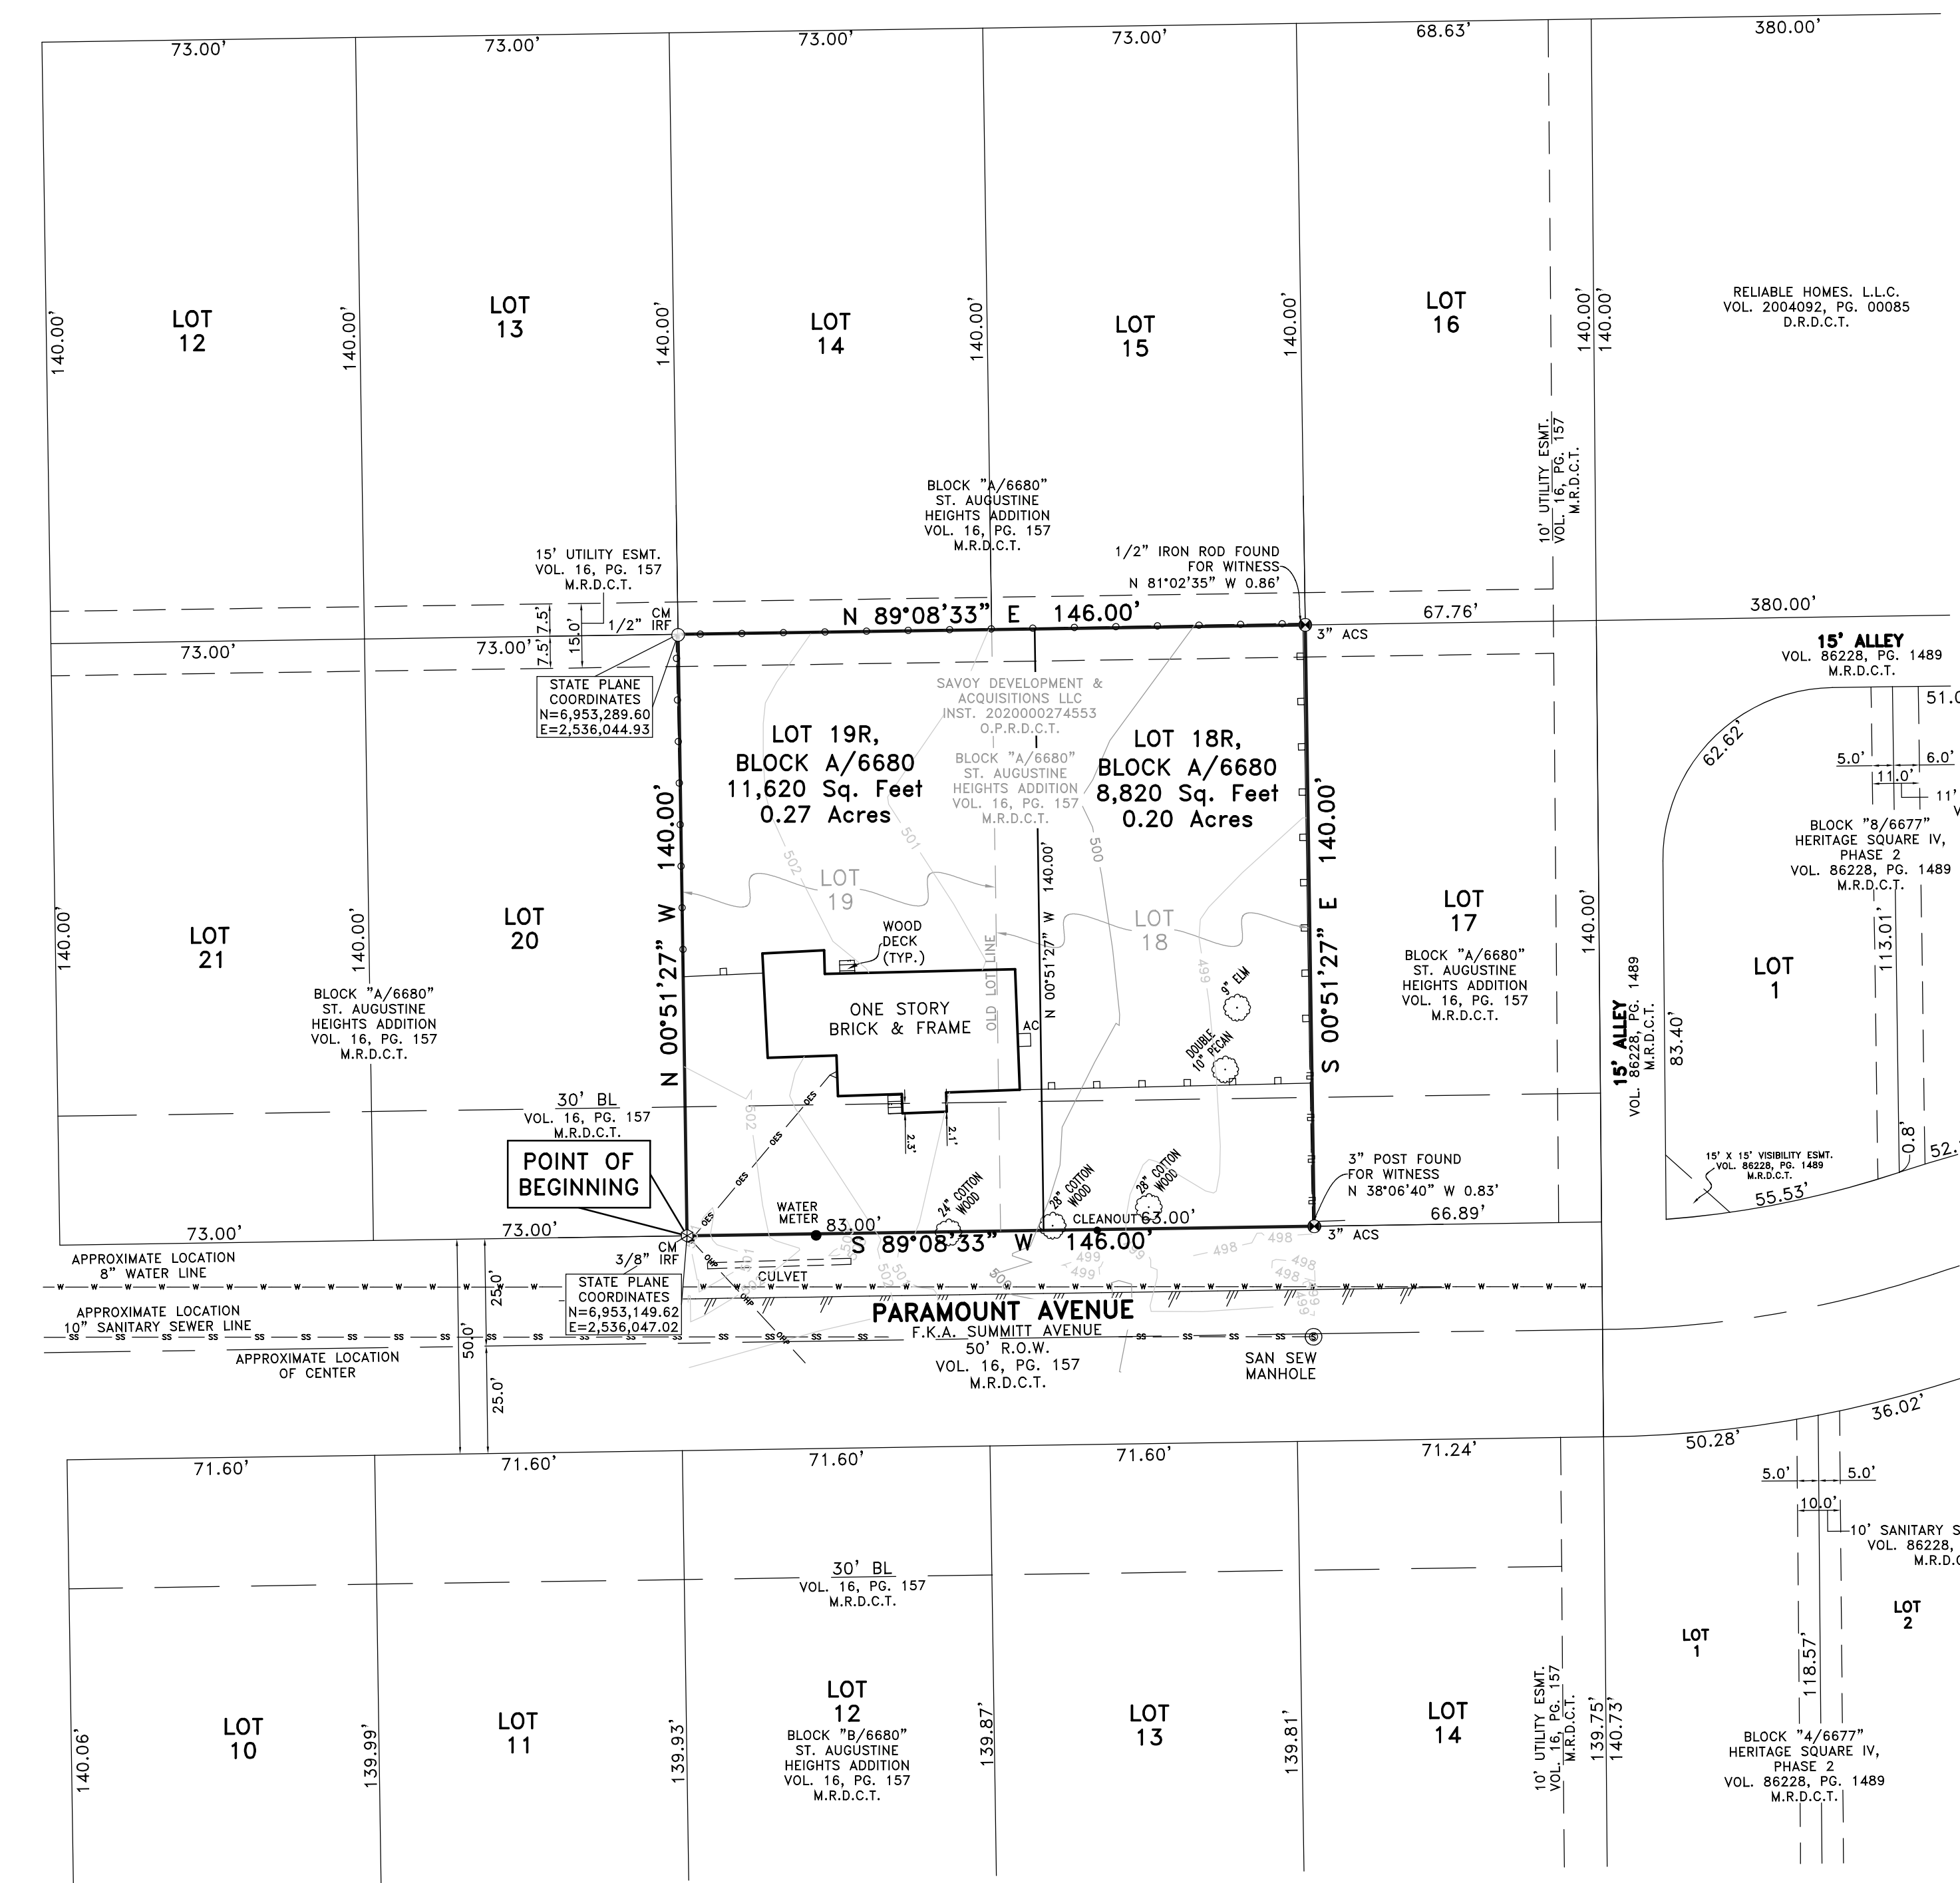 73.00'
73.00'
73.00'
73.00'
68.63'
380.00'
LOT
12
LOT
13
LOT
14
LOT
15
LOT
16
RELIABLE HOMES. L.L.C.
VOL. 2004092, PG. 00085
D.R.D.C.T.
140.00'
140.00'
140.00'
140.00'
140.00'
140.00'
140.00'
10' UTILITY ESMT.
VOL. 16, PG. 157
M.R.D.C.T.
BLOCK "A/6680"
ST. AUGUSTINE
HEIGHTS ADDITION
VOL. 16, PG. 157
M.R.D.C.T.
15' UTILITY ESMT.
VOL. 16, PG. 157
M.R.D.C.T.
1/2" IRON ROD FOUND
FOR WITNESS
N 81°02'35" W 0.86'
7.5'
7.5'
15.0'
CM
1/2" IRF
N 89°08'33" E 146.00'
3" ACS
67.76'
380.00'
73.00'
73.00'
STATE PLANE
COORDINATES
N=6,953,289.60
E=2,536,044.93
15' ALLEY
VOL. 86228, PG. 1489
M.R.D.C.T.
SAVOY DEVELOPMENT &
ACQUISITIONS LLC
INST. 2020000274553
O.P.R.D.C.T.
BLOCK "A/6680"
ST. AUGUSTINE
HEIGHTS ADDITION
VOL. 16, PG. 157
M.R.D.C.T.
LOT 19R,
BLOCK A/6680
11,620 Sq. Feet
0.27 Acres
LOT 18R,
BLOCK A/6680
8,820 Sq. Feet
0.20 Acres
62.62'
5.0'
6.0'
11.0'
11'
BLOCK "8/6677"
HERITAGE SQUARE IV,
PHASE 2
VOL. 86228, PG. 1489
M.R.D.C.T.
113.01'
N 00°51'27" W 140.00'
N 00°51'27" W 140.00'
S 00°51'27" E 140.00'
502
501
500
499
LOT
19
LOT
18
OLD LOT LINE
WOOD
DECK
(TYP.)
ONE STORY
BRICK & FRAME
AC
9" ELM
DOUBLE
10" PECAN
140.00'
140.00'
140.00'
LOT
21
LOT
20
LOT
17
BLOCK "A/6680"
ST. AUGUSTINE
HEIGHTS ADDITION
VOL. 16, PG. 157
M.R.D.C.T.
BLOCK "A/6680"
ST. AUGUSTINE
HEIGHTS ADDITION
VOL. 16, PG. 157
M.R.D.C.T.
LOT
1
15' ALLEY
VOL. 86228, PG. 1489
M.R.D.C.T.
83.40'
30' BL
VOL. 16, PG. 157
M.R.D.C.T.
502
2.3'
2.1'
OES
OES
OES
OES
POINT OF
BEGINNING
3" POST FOUND
FOR WITNESS
N 38°06'40" W 0.83'
15' X 15' VISIBILITY ESMT.
VOL. 86228, PG. 1489
M.R.D.C.T.
55.53'
0.8'
24" COTTON
WOOD
28" COTTON
WOOD
28" COTTON
WOOD
WATER
METER
83.00'
CLEANOUT
63.00'
66.89'
73.00'
73.00'
S 89°08'33" W 146.00'
3" ACS
CM
3/8" IRF
APPROXIMATE LOCATION
8" WATER LINE
STATE PLANE
COORDINATES
N=6,953,149.62
E=2,536,047.02
CULVET
OHP
OHP
OHP
501
502
500
499
499
498
498
498
498
499
25.0'
50.0'
25.0'
APPROXIMATE LOCATION
10" SANITARY SEWER LINE
APPROXIMATE LOCATION
OF CENTER
PARAMOUNT AVENUE
F.K.A. SUMMITT AVENUE
50' R.O.W.
VOL. 16, PG. 157
M.R.D.C.T.
SAN SEW
MANHOLE
71.60'
71.60'
71.60'
71.60'
71.24'
50.28'
36.02'
5.0'
5.0'
10.0'
10' SANITARY
VOL. 86228,
30' BL
VOL. 16, PG. 157
M.R.D.C.T.
118.57'
LOT
1
LOT
2
LOT
10
LOT
11
LOT
12
BLOCK "B/6680"
ST. AUGUSTINE
HEIGHTS ADDITION
VOL. 16, PG. 157
M.R.D.C.T.
LOT
13
LOT
14
140.06'
139.99'
139.93'
139.87'
139.81'
10' UTILITY ESMT.
VOL. 16, PG. 157
M.R.D.C.T.
139.75'
140.73'
BLOCK "4/6677"
HERITAGE SQUARE IV,
PHASE 2
VOL. 86228, PG. 1489
M.R.D.C.T.